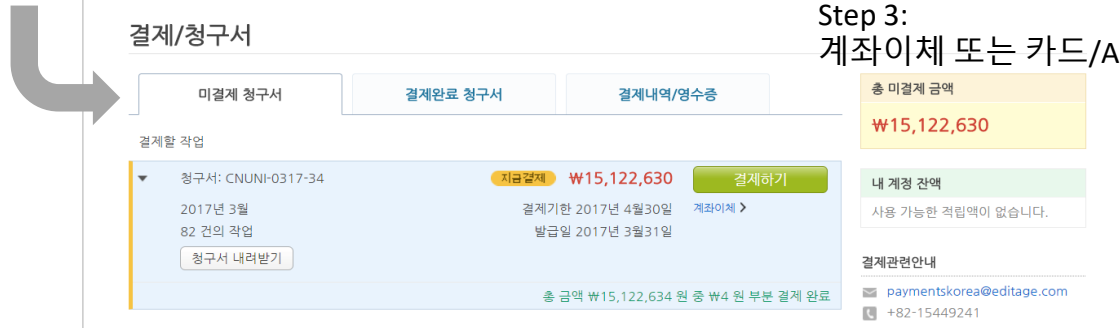 Step 3:
계좌이체 또는 카드/A
결제/청구서
미결제 청구서
결제완료 청구서
결제내역/영수증
결제할 작업
청구서: CNUNI-0317-34
지금결제
₩15,122,630
결제하기
2017년 3월
결제기한 2017년 4월30일
계좌이체
82 건의 작업
발급일 2017년 3월31일
청구서 내려받기
총 금액 ₩15,122,634 원 중 ₩4 원 부분 결제 완료
총 미결제 금액
₩15,122,630
내 계정 잔액
사용 가능한 적립액이 없습니다.
결제관련안내
paymentskorea@editage.com
+82-15449241